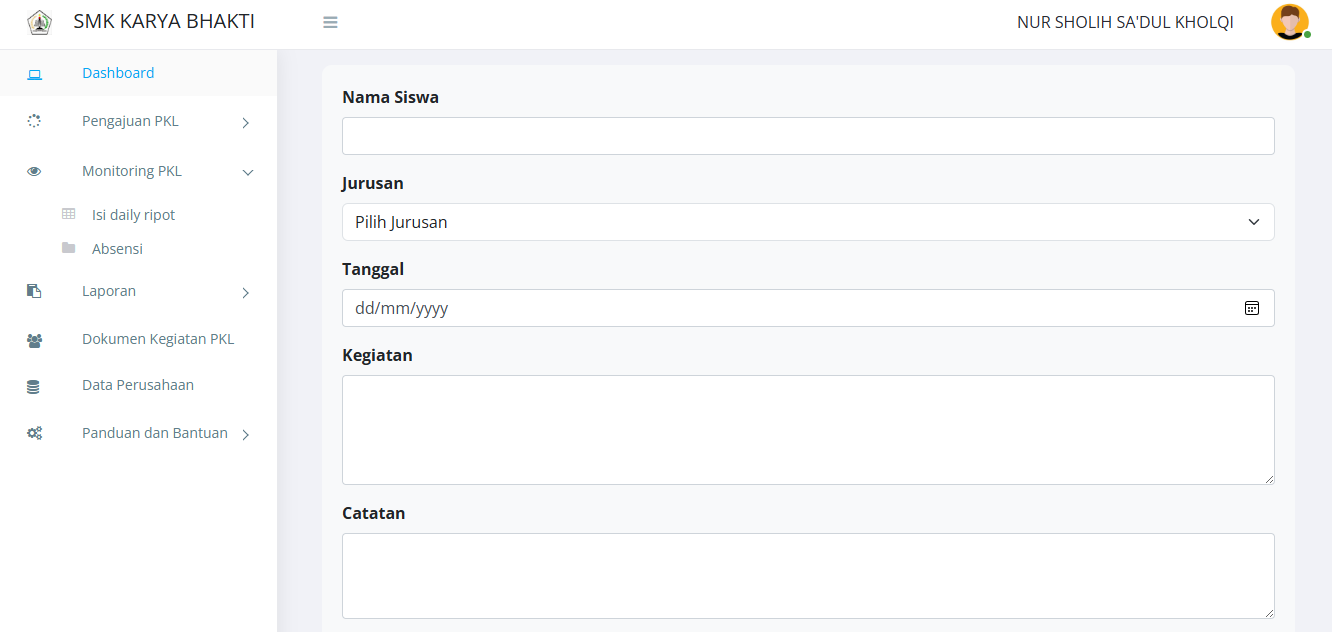 SMK KARYA BHAKTI
NUR SHOLIH SA'DUL KHOLQI
Dashboard
Pengajuan PKL
Monitoring PKL
Isi daily ripot
Absensi
Laporan
Dokumen Kegiatan PKL
Data Perusahaan
Panduan dan Bantuan
Nama Siswa
Jurusan
Pilih Jurusan
Tanggal
dd/mm/yyyy
Kegiatan
Catatan